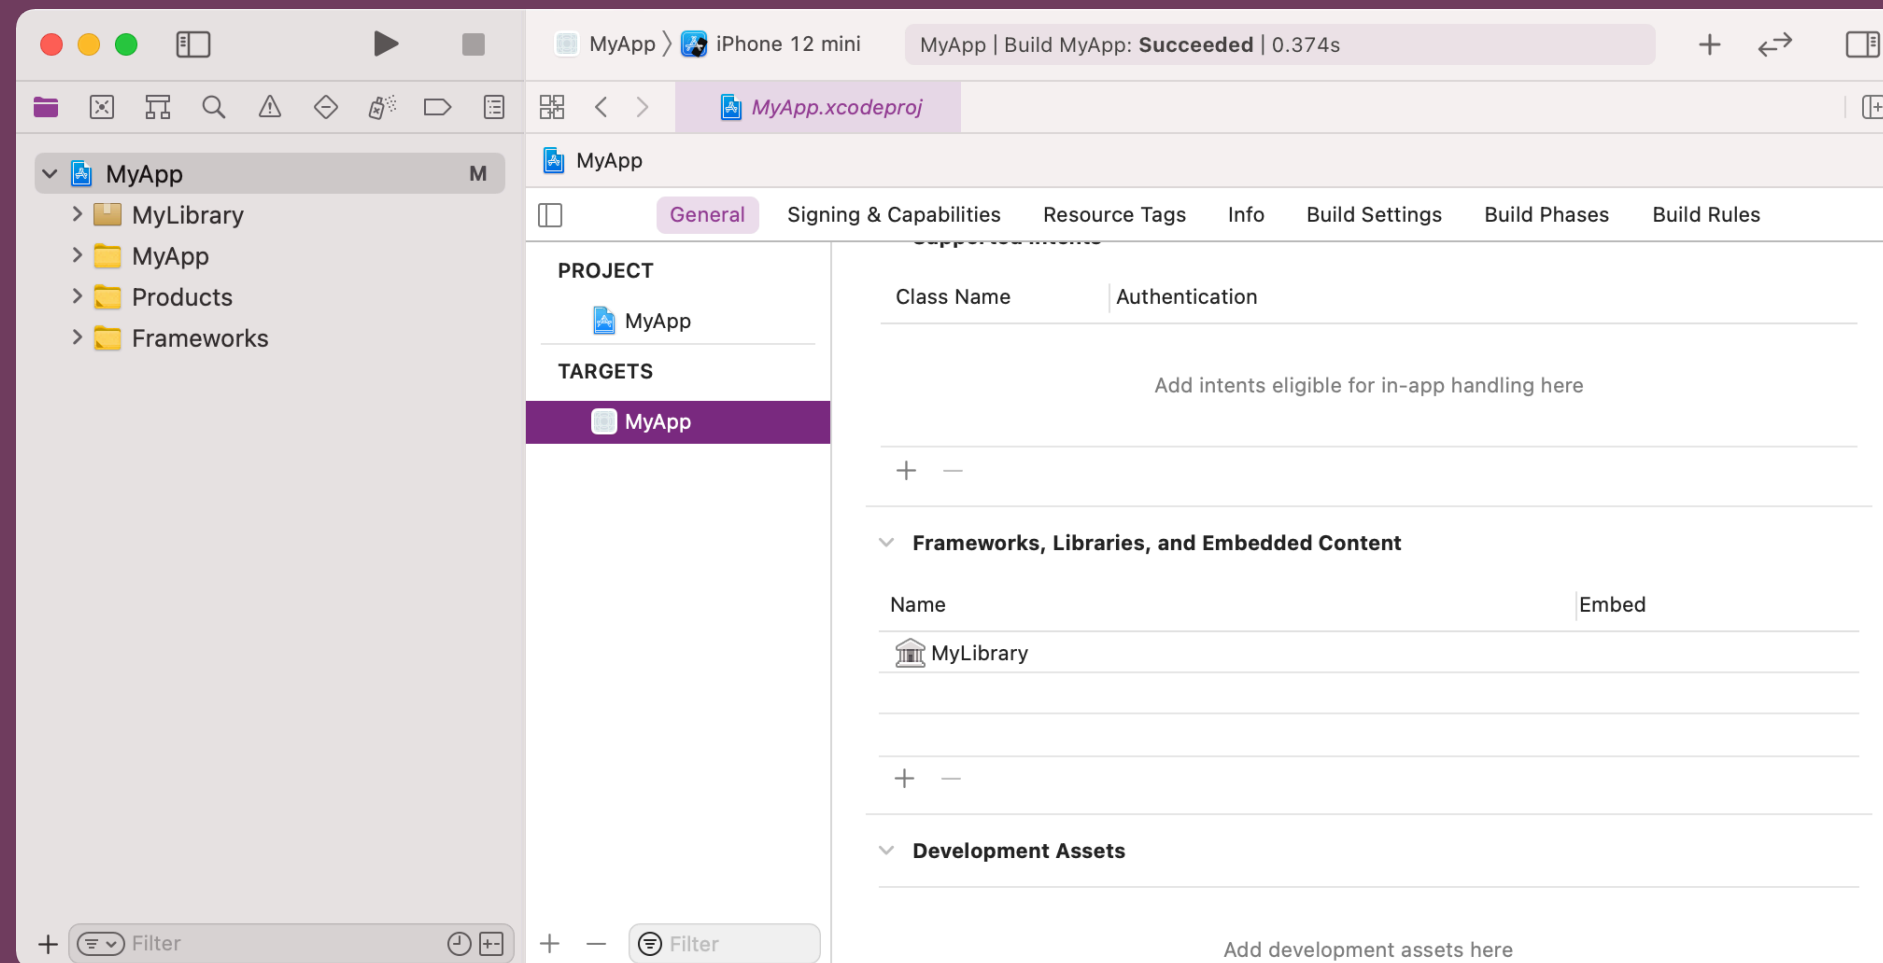 MyApp
iPhone 12 mini
MyApp | Build MyApp: Succeeded | 0.374s
MyApp.xcodeproj
MyApp
MyApp M
MyLibrary
MyApp
Products
Frameworks
Filter
General Signing & Capabilities Resource Tags Info Build Settings Build Phases Build Rules
PROJECT
MyApp
TARGETS
MyApp
Filter
Supported Intents
Class Name Authentication
Add intents eligible for in-app handling here
Frameworks, Libraries, and Embedded Content
Name Embed
MyLibrary
Development Assets
Add development assets here